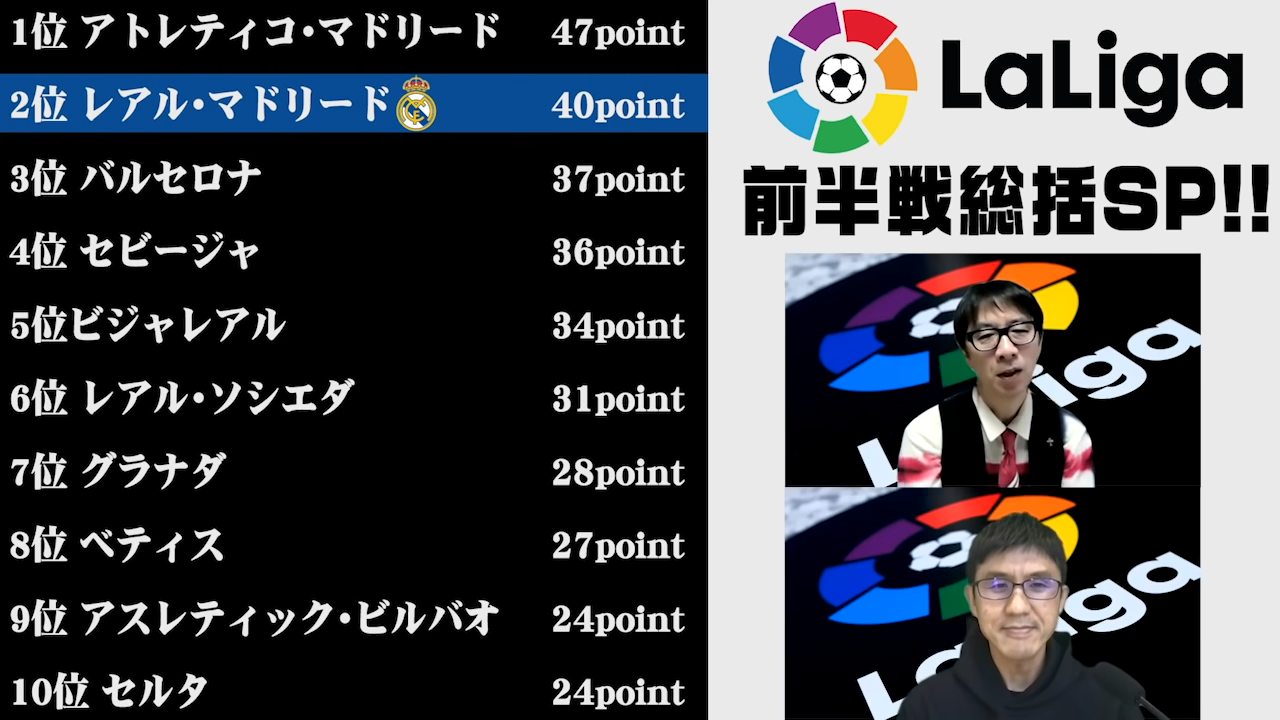 1位 アトレティコ・マドリード 47point
2位 レアル・マドリード 40point
3位 バルセロナ 37point
4位 セビージャ 36point
5位ビジャレアル 34point
6位 レアル・ソシエダ 31point
7位 グラナダ 28point
8位 ベティス 27point
9位 アスレティック・ビルバオ 24point
10位 セルタ 24point
LaLiga
前半戦総括SP!!
Liga
LaLiga